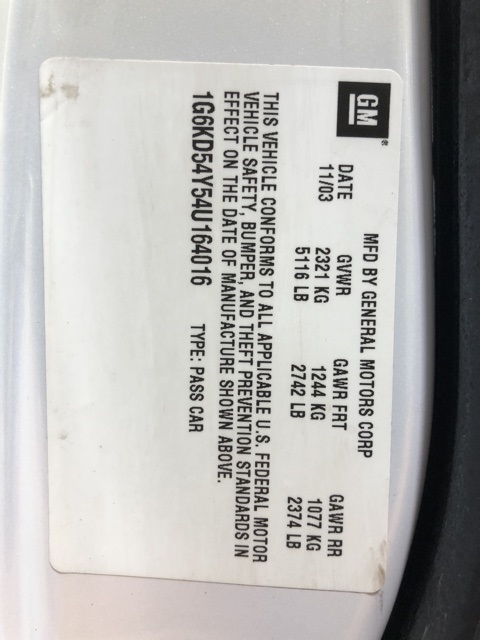 GM
MFD BY GENERAL MOTORS CORP
DATE GVWR GAWR FRT GAWR RR
11/03 2321 KG 1244 KG 1077 KG
5116 LB 2742 LB 2374 LB
THIS VEHICLE CONFORMS TO ALL APPLICABLE U.S. FEDERAL MOTOR
VEHICLE SAFETY, BUMPER, AND THEFT PREVENTION STANDARDS IN
EFFECT ON THE DATE OF MANUFACTURE SHOWN ABOVE.
1G6KD54Y54U164016 TYPE: PASS CAR